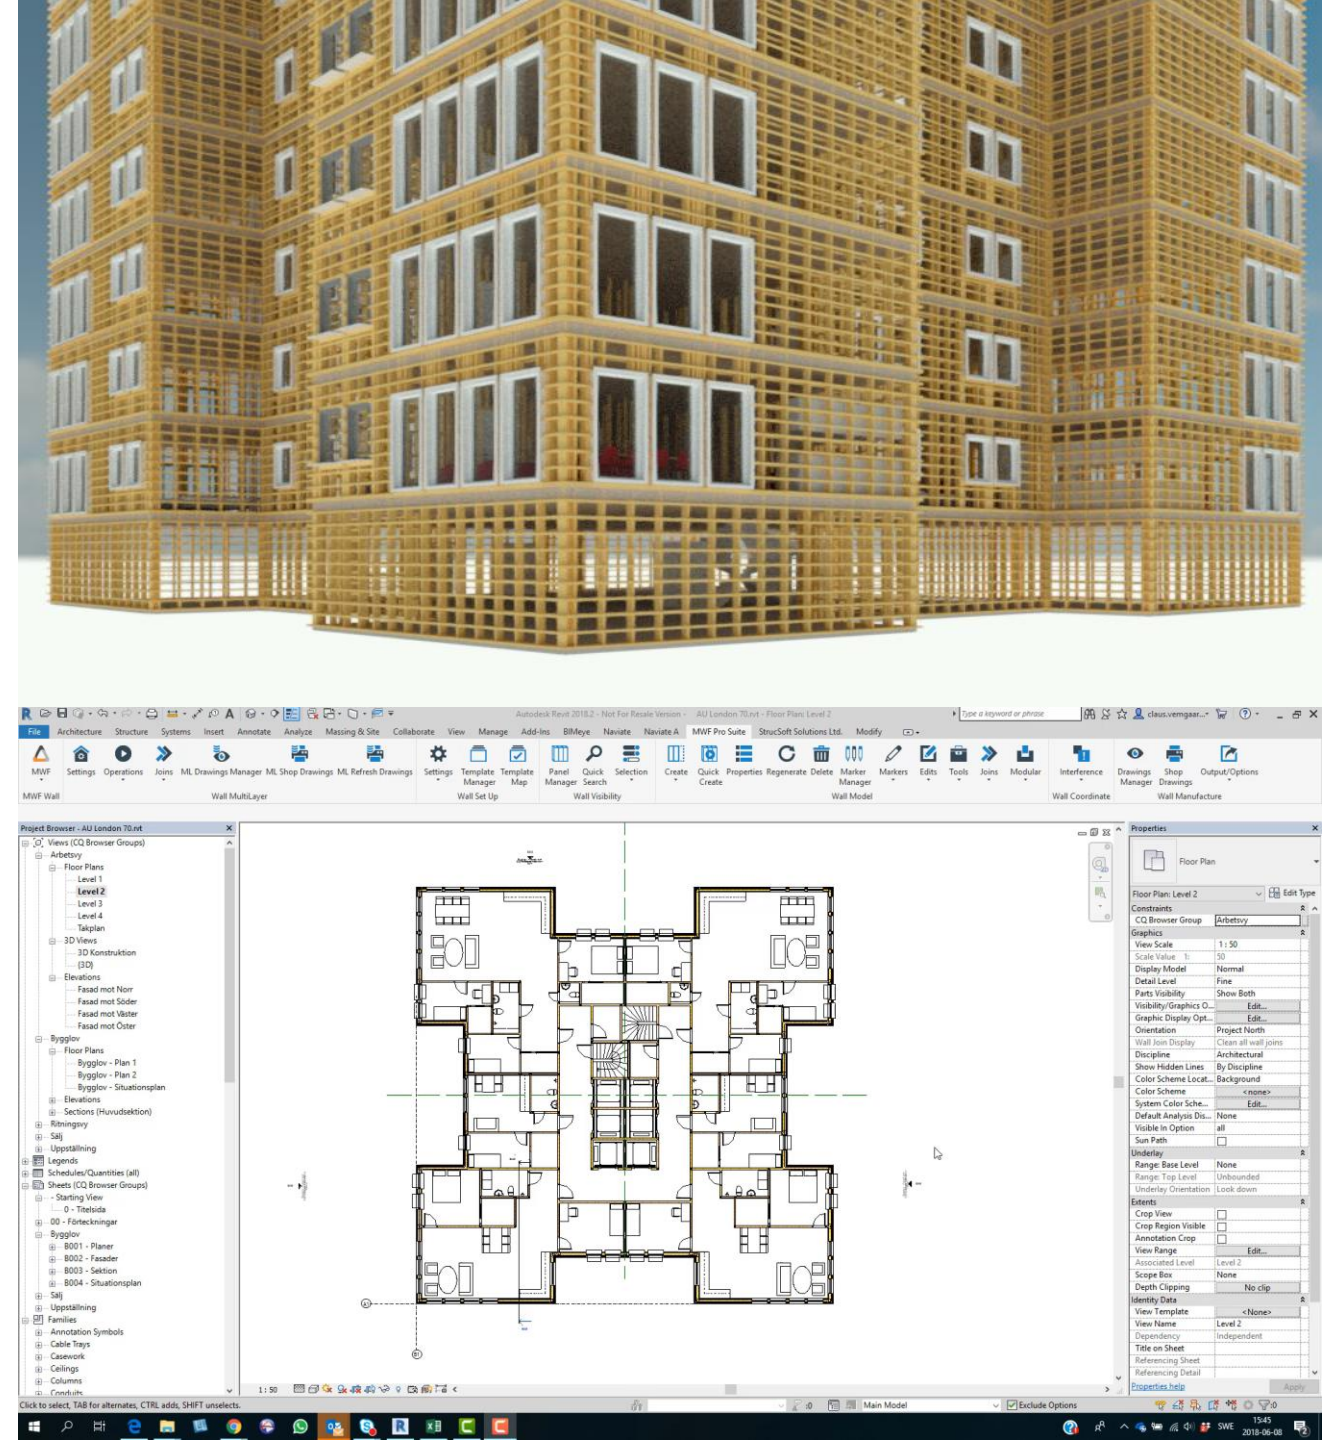 Autodesk Revit 2018.2 - Not For Resale Version - AU London 70.rvt - Floor Plan: Level 2
Type a keyword or phrase
claus.verngaar...
File Architecture Structure Systems Insert Annotate Analyze Massing & Site Collaborate View Manage Add-Ins BIMeye Naviate Naviate A MWF Pro Suite StrucSoft Solutions Ltd. Modify
MWF Settings Operations Joins ML Drawings Manager ML Shop Drawings ML Refresh Drawings Settings Template Manager Template Map Panel Manager Quick Search Selection Create Quick Create Properties Regenerate Delete Marker Manager Markers Edits Tools Joins Modular Interference Drawings Manager Shop Drawings Output/Options
MWF Wall Wall MultiLayer Wall Set Up Wall Visibility Wall Model Wall Coordinate Wall Manufacture
Project Browser - AU London 70.rvt
Views (CQ Browser Groups)
Arbetsvy
Floor Plans
Level 1
Level 2
Level 3
Level 4
Takplan
3D Views
3D Konstruktion
{3D}
Elevations
Fasad mot Norr
Fasad mot Söder
Fasad mot Väster
Fasad mot Öster
Bygglov
Floor Plans
Bygglov - Plan 1
Bygglov - Plan 2
Bygglov - Situationsplan
Elevations
Sections (Huvudsektion)
Ritningsvy
Sälj
Uppställning
Legends
Schedules/Quantities (all)
Sheets (CQ Browser Groups)
- Starting View
0 - Titelsida
00 - Förteckningar
Bygglov
B001 - Planer
B002 - Fasader
B003 - Sektion
B004 - Situationsplan
Sälj
Uppställning
Families
Annotation Symbols
Cable Trays
Casework
Ceilings
Columns
Conduits
1 : 50
Properties
Floor Plan
Floor Plan: Level 2 Edit Type
Constraints
CQ Browser Group Arbetsvy
Graphics
View Scale 1 : 50
Scale Value 1: 50
Display Model Normal
Detail Level Fine
Parts Visibility Show Both
Visibility/Graphics O... Edit...
Graphic Display Opt... Edit...
Orientation Project North
Wall Join Display Clean all wall joins
Discipline Architectural
Show Hidden Lines By Discipline
Color Scheme Locat... Background
Color Scheme <none>
System Color Sche... Edit...
Default Analysis Dis... None
Visible In Option all
Sun Path
Underlay
Range: Base Level None
Range: Top Level Unbounded
Underlay Orientation Look down
Extents
Crop View
Crop Region Visible
Annotation Crop
View Range Edit...
Associated Level Level 2
Scope Box None
Depth Clipping No clip
Identity Data
View Template <None>
View Name Level 2
Dependency Independent
Title on Sheet
Referencing Sheet
Referencing Detail
Properties help Apply
Click to select, TAB for alternates, CTRL adds, SHIFT unselects. :0 Main Model Exclude Options :0
SWE 15:45
2018-06-08